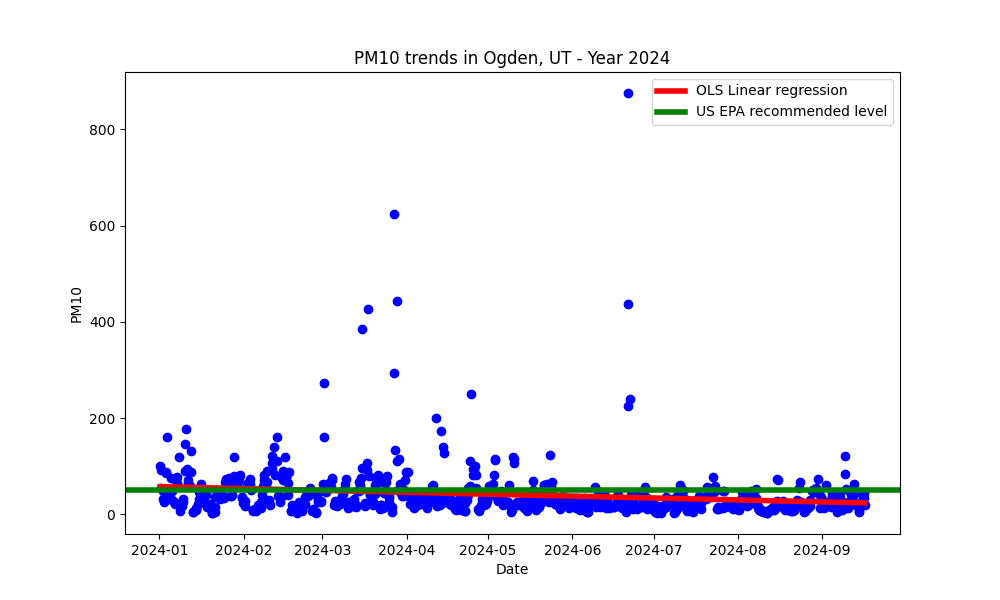 PM10 trends in Ogden, UT - Year 2024
OLS Linear regression
US EPA recommended level
800
600
400
200
0
PM10
2024-01
2024-02
2024-03
2024-04
2024-05
2024-06
2024-07
2024-08
2024-09
Date